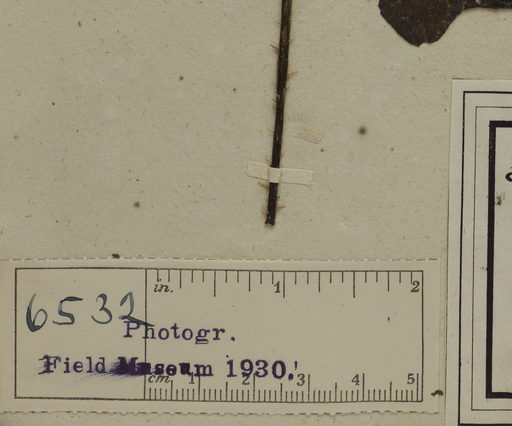 in. 1 2
6532
Photogr.
Field Museum 1930.
cm. 1 2 3 4 5